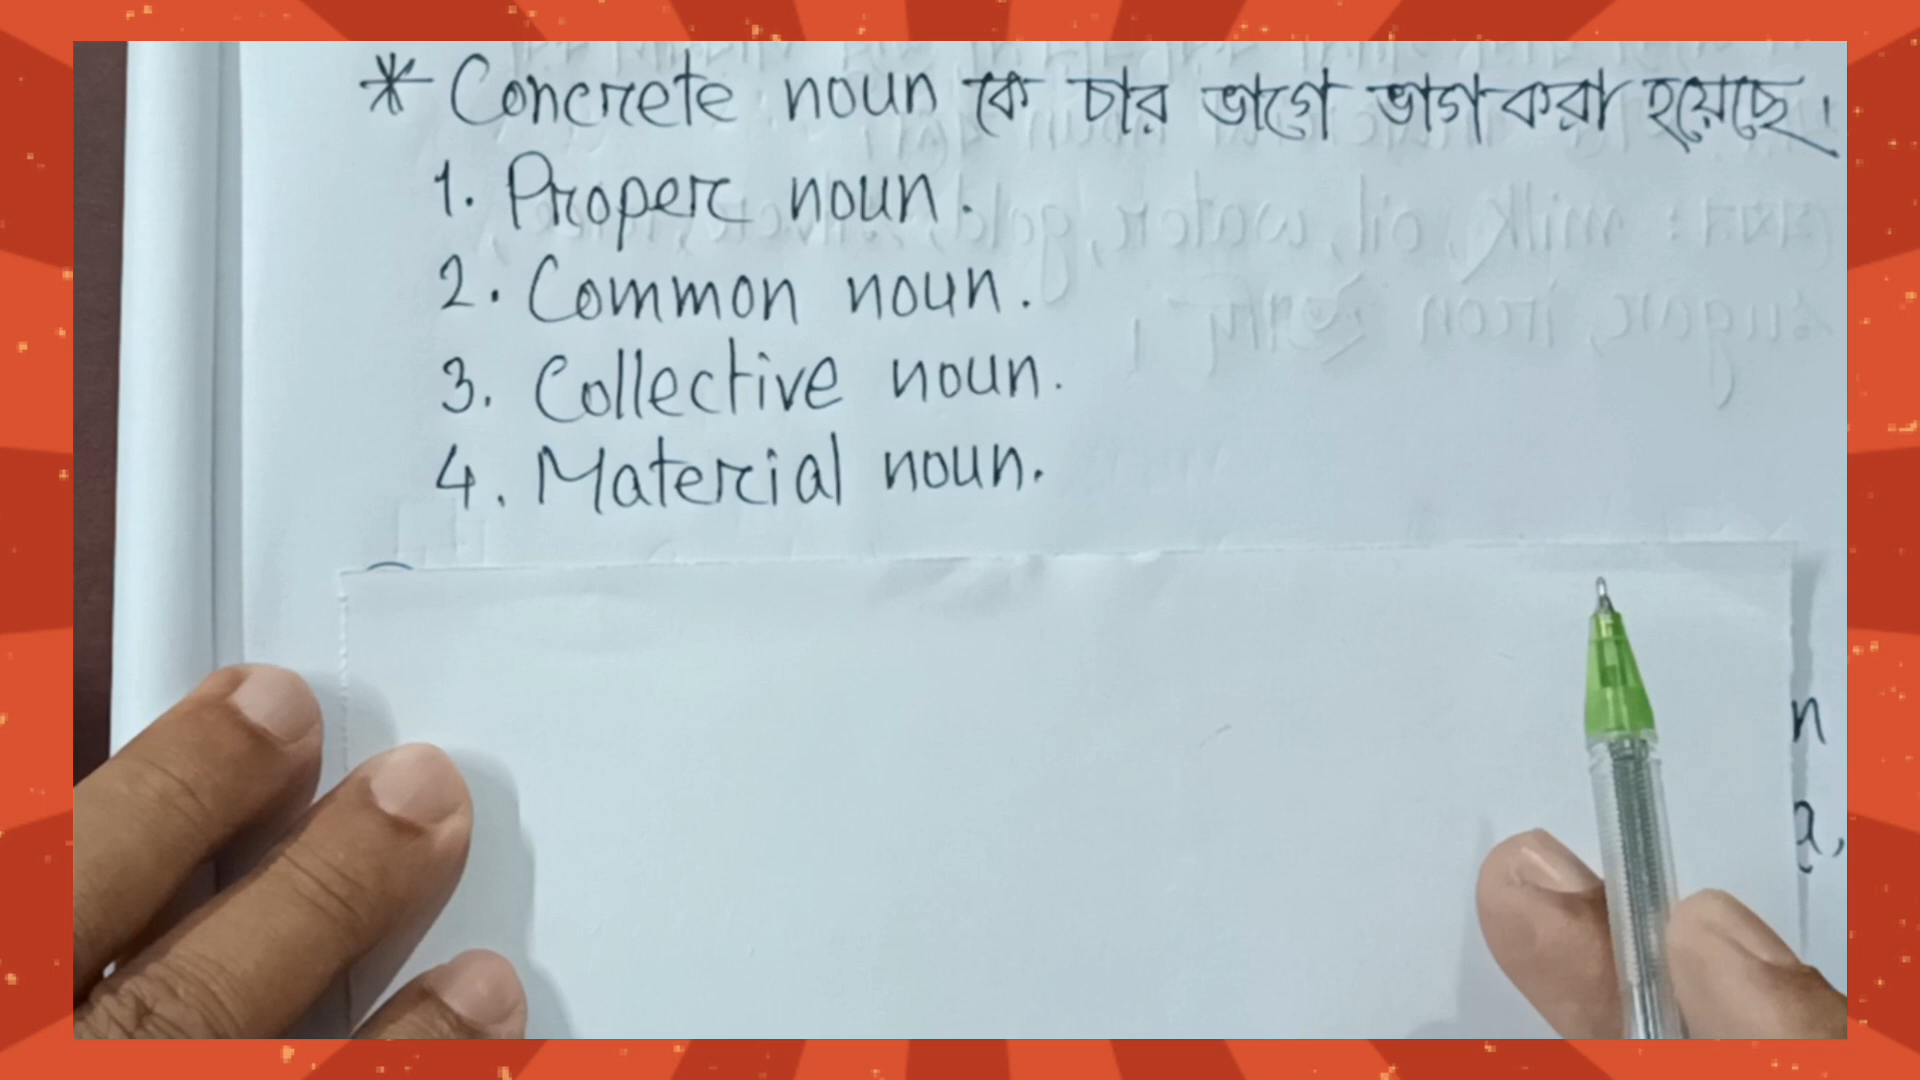 * Concrete noun কে চার ভাগে ভাগ করা হয়েছে।
1. Proper noun.
2. Common noun.
3. Collective noun.
4. Material noun.
n
a,